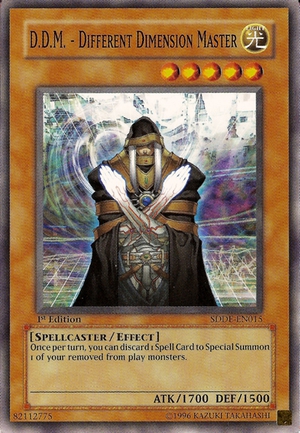 D.D.M. - Different Dimension Master
光
1st Edition
SDDE-EN015
[Spellcaster / Effect]
Once per turn, you can discard 1 Spell Card to Special Summon
1 of your removed from play monsters.
ATK/1700 DEF/1500
82112775
©1996 KAZUKI TAKAHASHI